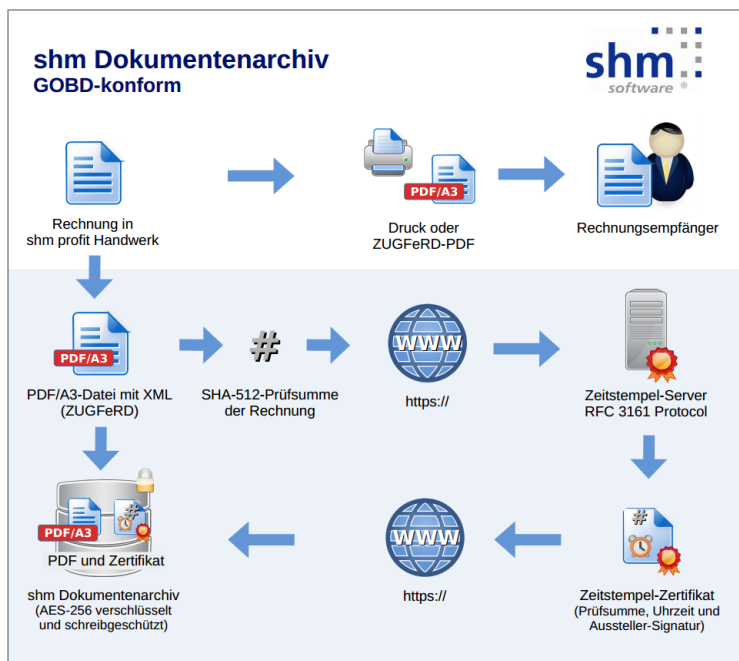 shm Dokumentenarchiv
GOBD-konform
shm
software ®
PDF/A3
Rechnung in
shm profit Handwerk
Druck oder
ZUGFeRD-PDF
Rechnungsempfänger
PDF/A3
#
WWW
PDF/A3-Datei mit XML
(ZUGFeRD)
SHA-512-Prüfsumme
der Rechnung
https://
Zeitstempel-Server
RFC 3161 Protocol
#
PDF/A3
PDF und Zertifikat
WWW
#
shm Dokumentenarchiv
(AES-256 verschlüsselt
und schreibgeschützt)
https://
Zeitstempel-Zertifikat
(Prüfsumme, Uhrzeit und
Aussteller-Signatur)